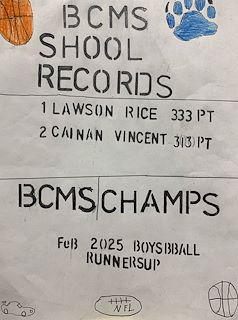 BCMS
SHOOL
RECORDS
1 LAWSON RICE 333 PT
2 CAINAN VINCENT 313 PT
BCMS CHAMPS
FeB 2025 BOYSBBALL
RUNNERSUP
NFL